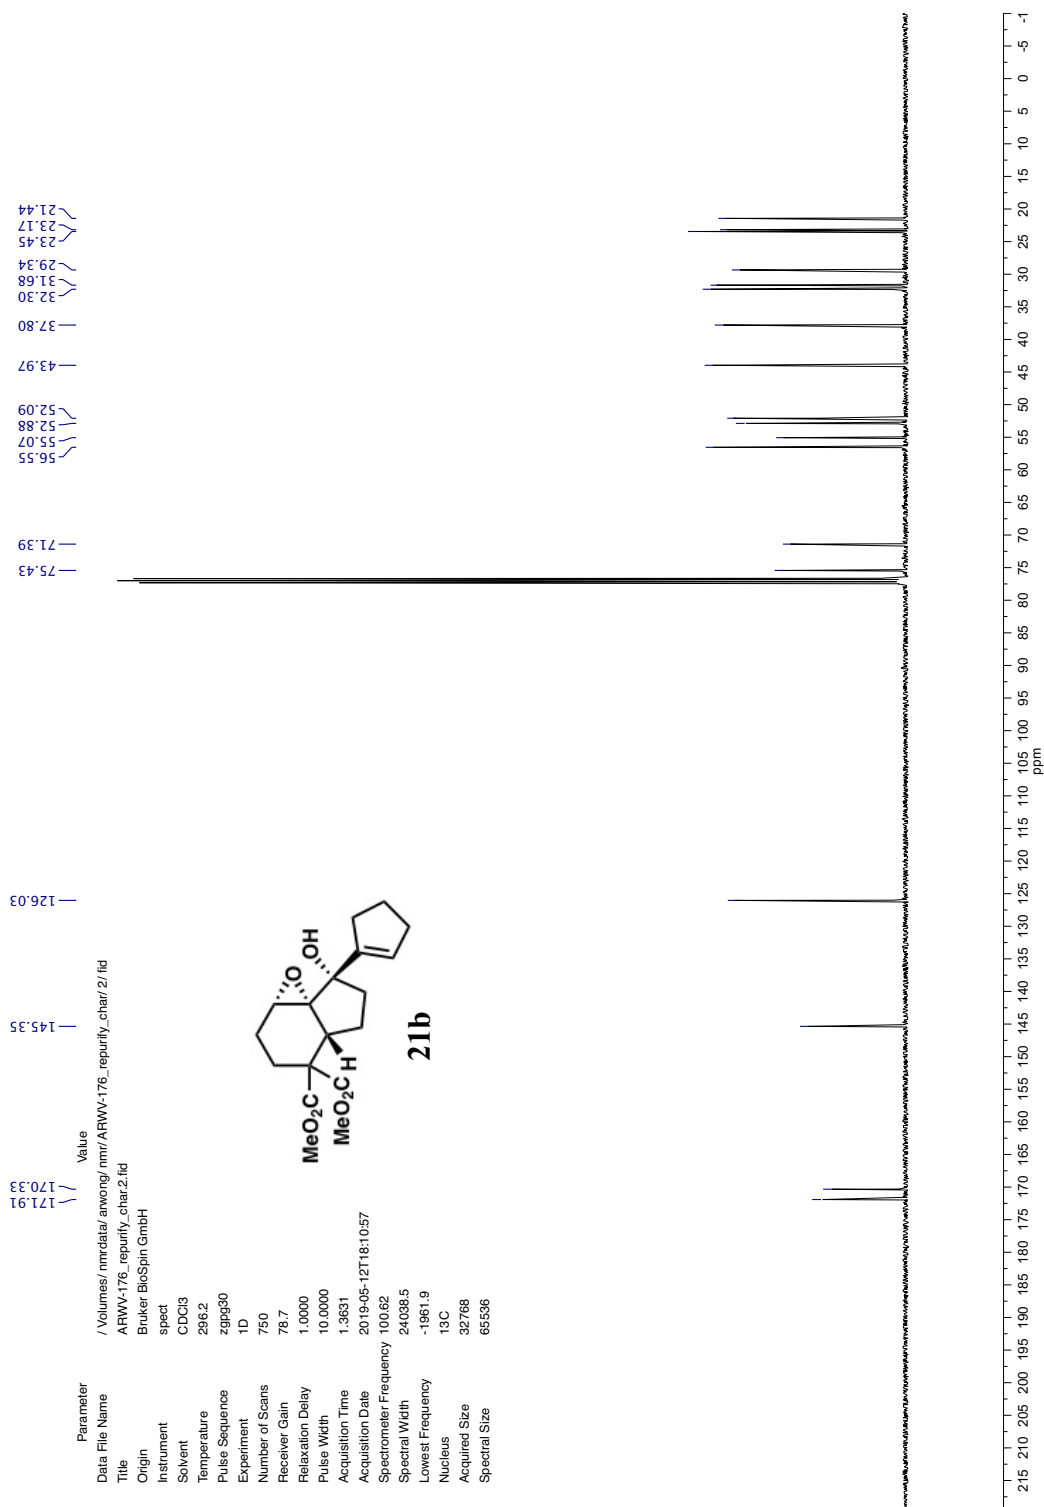 Parameter Value
Data File Name / Volumes/ nmrdata/ arwong/ nmr/ ARWV-176_repurify_char/ 2/ fid
Title ARWV-176_repurify_char.2.fid
Origin Bruker BioSpin GmbH
Instrument spect
Solvent CDCl3
Temperature 296.2
Pulse Sequence zgpg30
Experiment 1D
Number of Scans 750
Receiver Gain 78.7
Relaxation Delay 1.0000
Pulse Width 10.0000
Acquisition Time 1.3631
Acquisition Date 2019-05-12T18:10:57
Spectrometer Frequency 100.62
Spectral Width 24038.5
Lowest Frequency -1961.9
Nucleus 13C
Acquired Size 32768
Spectral Size 65536
O
OH
MeO2C
MeO2C
H
21b
171.91
170.33
145.35
126.03
75.43
71.39
56.55
55.07
52.88
52.09
43.97
37.80
32.30
31.68
29.34
23.45
23.17
21.44
215 210 205 200 195 190 185 180 175 170 165 160 155 150 145 140 135 130 125 120 115 110 105 100 95 90 85 80 75 70 65 60 55 50 45 40 35 30 25 20 15 10 5 0 -5 -1
ppm